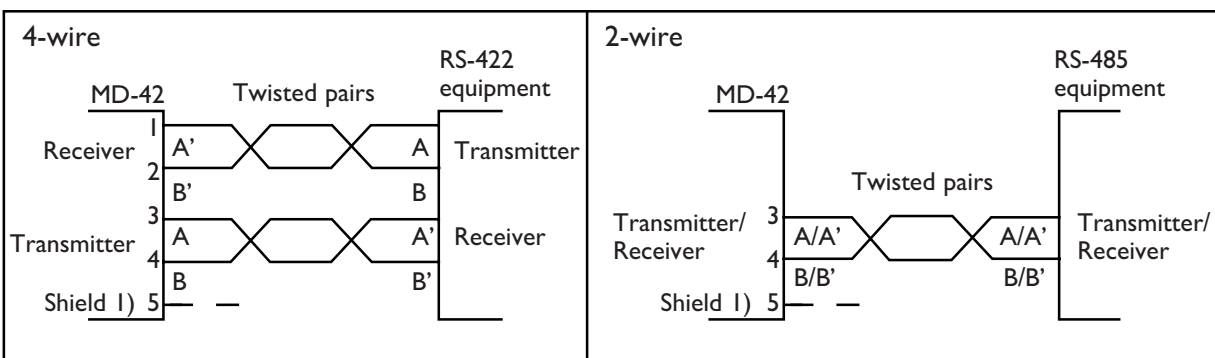 4-wire
RS-422
equipment
MD-42
Twisted pairs
1
Receiver
A’
A
Transmitter
2
B’
B
3
Transmitter
A
A’
Receiver
4
B
B’
Shield 1) 5
2-wire
RS-485
equipment
MD-42
Twisted pairs
3
Transmitter/
Receiver
A/A’
A/A’
Transmitter/
Receiver
4
B/B’
B/B’
Shield 1) 5